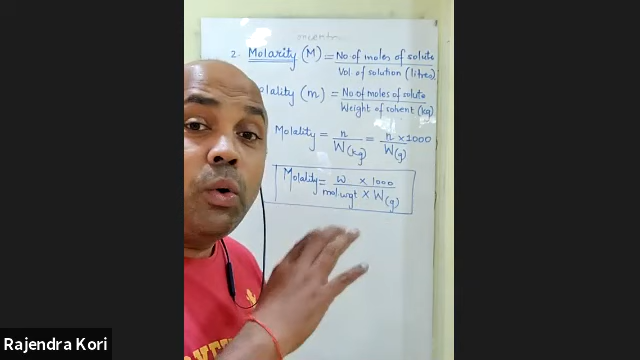 2. Molarity (M) = No of moles of solute
Vol of solution (litres)
olality (m) = No of moles of solute
Weight of solvent (kg)
Molality = n / W(kg) = n × 1000 / W(g)
Molality = w × 1000
mol.wgt × W(g)
Rajendra Kori